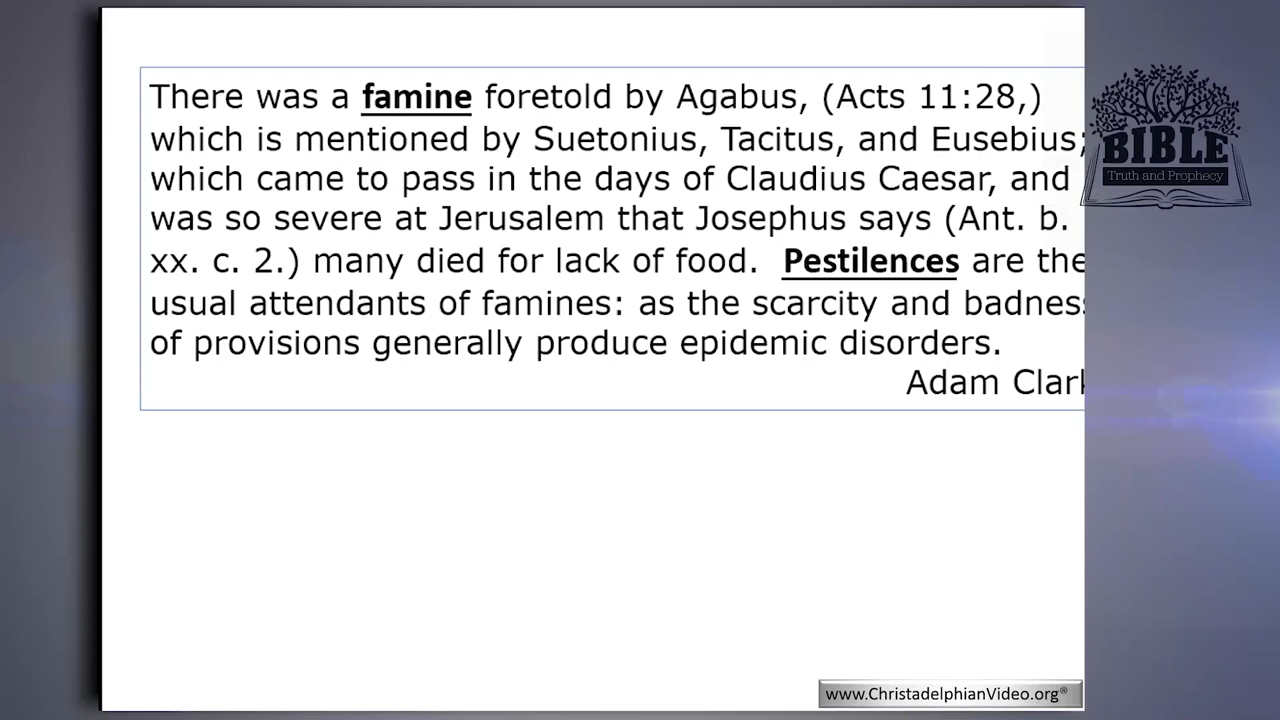 There was a famine foretold by Agabus, (Acts 11:28,)
which is mentioned by Suetonius, Tacitus, and Eusebius;
which came to pass in the days of Claudius Caesar, and
was so severe at Jerusalem that Josephus says (Ant. b.
xx. c. 2.) many died for lack of food. Pestilences are the
usual attendants of famines: as the scarcity and badness
of provisions generally produce epidemic disorders.
Adam Clark
BIBLE
Truth and Prophecy
www.ChristadelphianVideo.org®